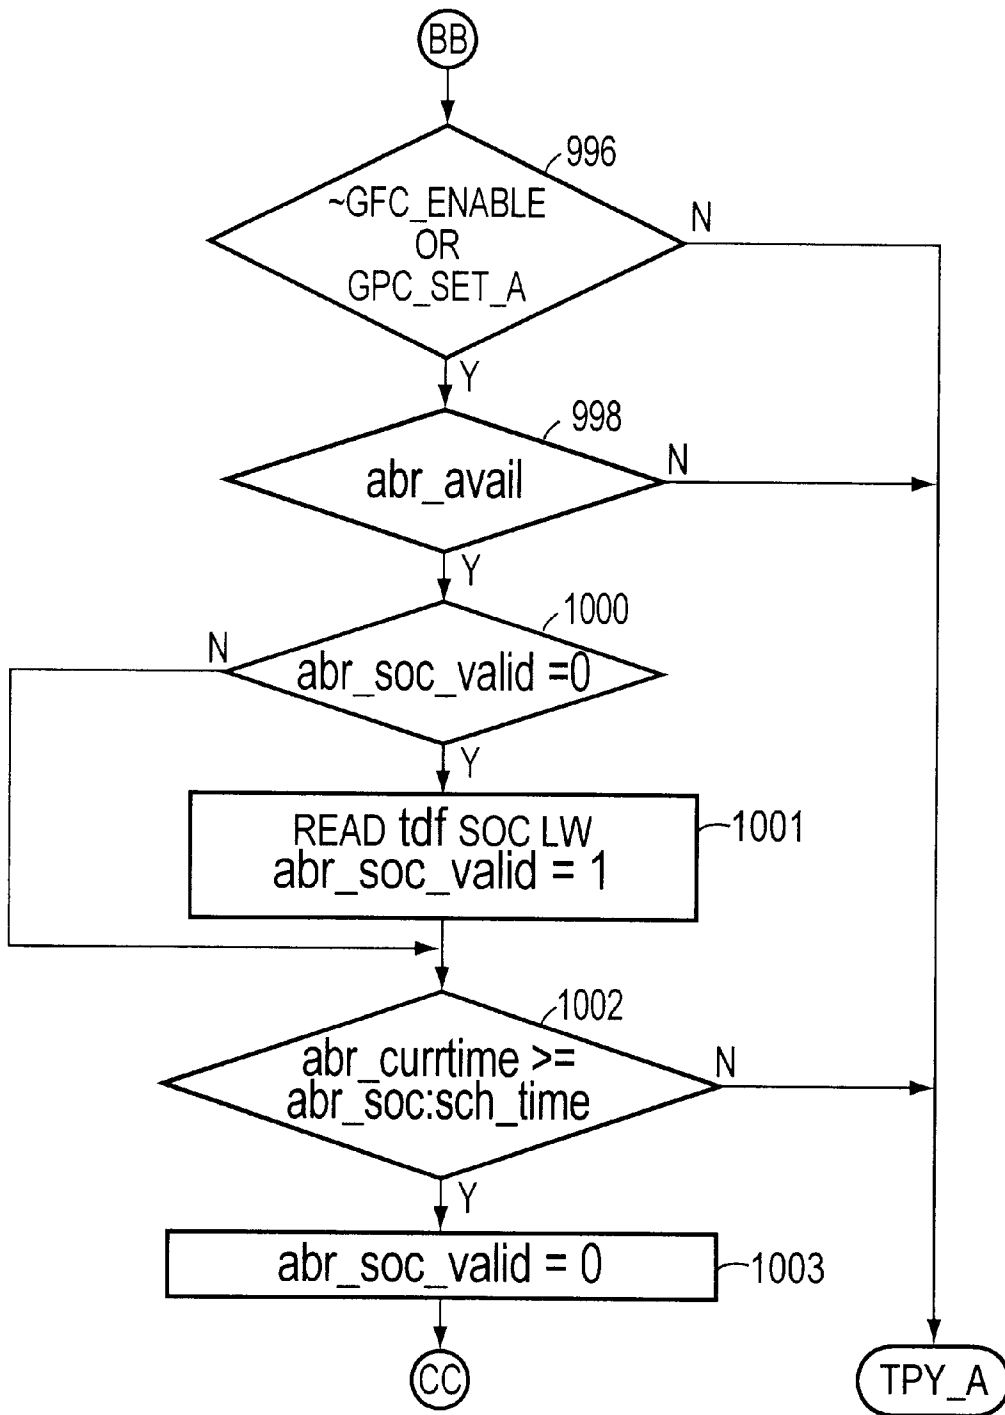 BB
996
~GFC_ENABLE
OR
GPC_SET_A
N
Y
998
abr_avail
N
Y
1000
N
abr_soc_valid =0
Y
READ tdf SOC LW
abr_soc_valid = 1
1001
1002
abr_currtime >=
abr_soc:sch_time
N
Y
abr_soc_valid = 0
1003
CC
TPY_A